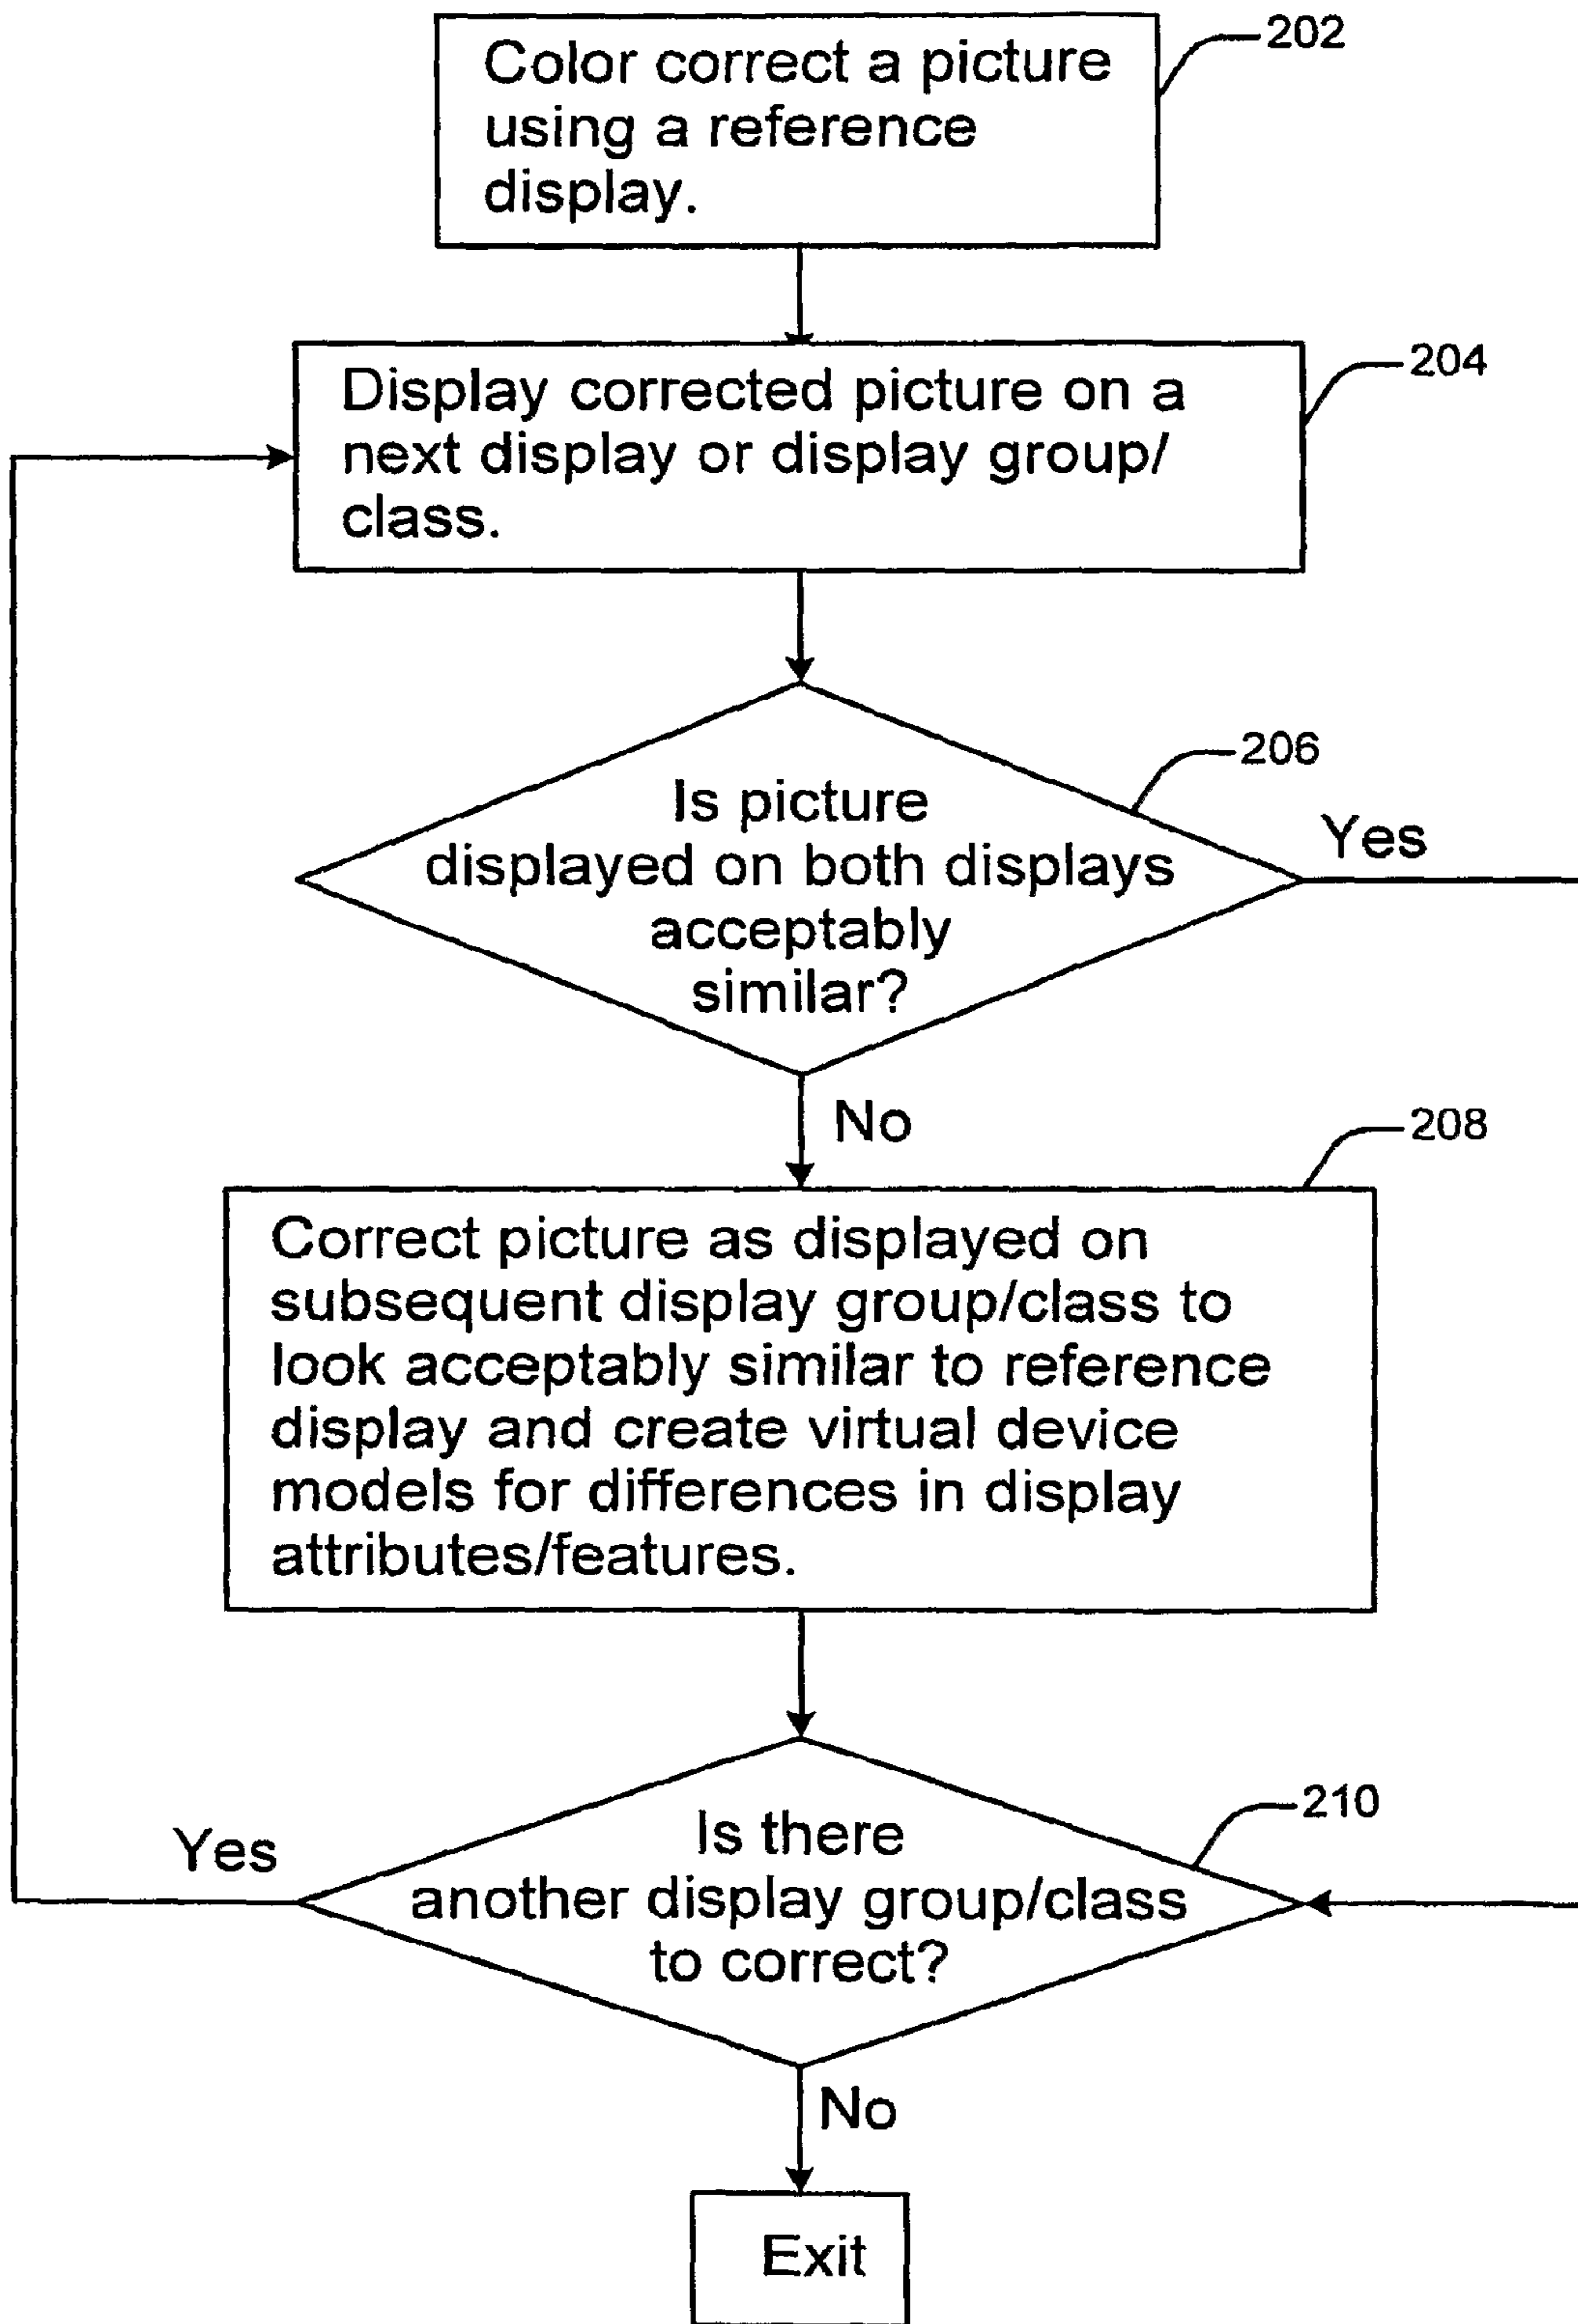 Color correct a picture
using a reference
display.
202
Display corrected picture on a
next display or display group/
class.
204
Is picture
displayed on both displays
acceptably
similar?
206
Yes
No
208
Correct picture as displayed on
subsequent display group/class to
look acceptably similar to reference
display and create virtual device
models for differences in display
attributes/features.
Is there
another display group/class
to correct?
210
Yes
No
Exit